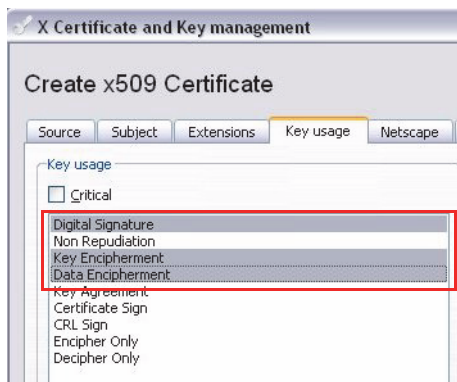 X Certificate and Key management
Create x509 Certificate
Source Subject Extensions Key usage Netscape
Key usage
Critical
Digital Signature
Non Repudiation
Key Encipherment
Data Encipherment
Key Agreement
Certificate Sign
CRL Sign
Encipher Only
Decipher Only